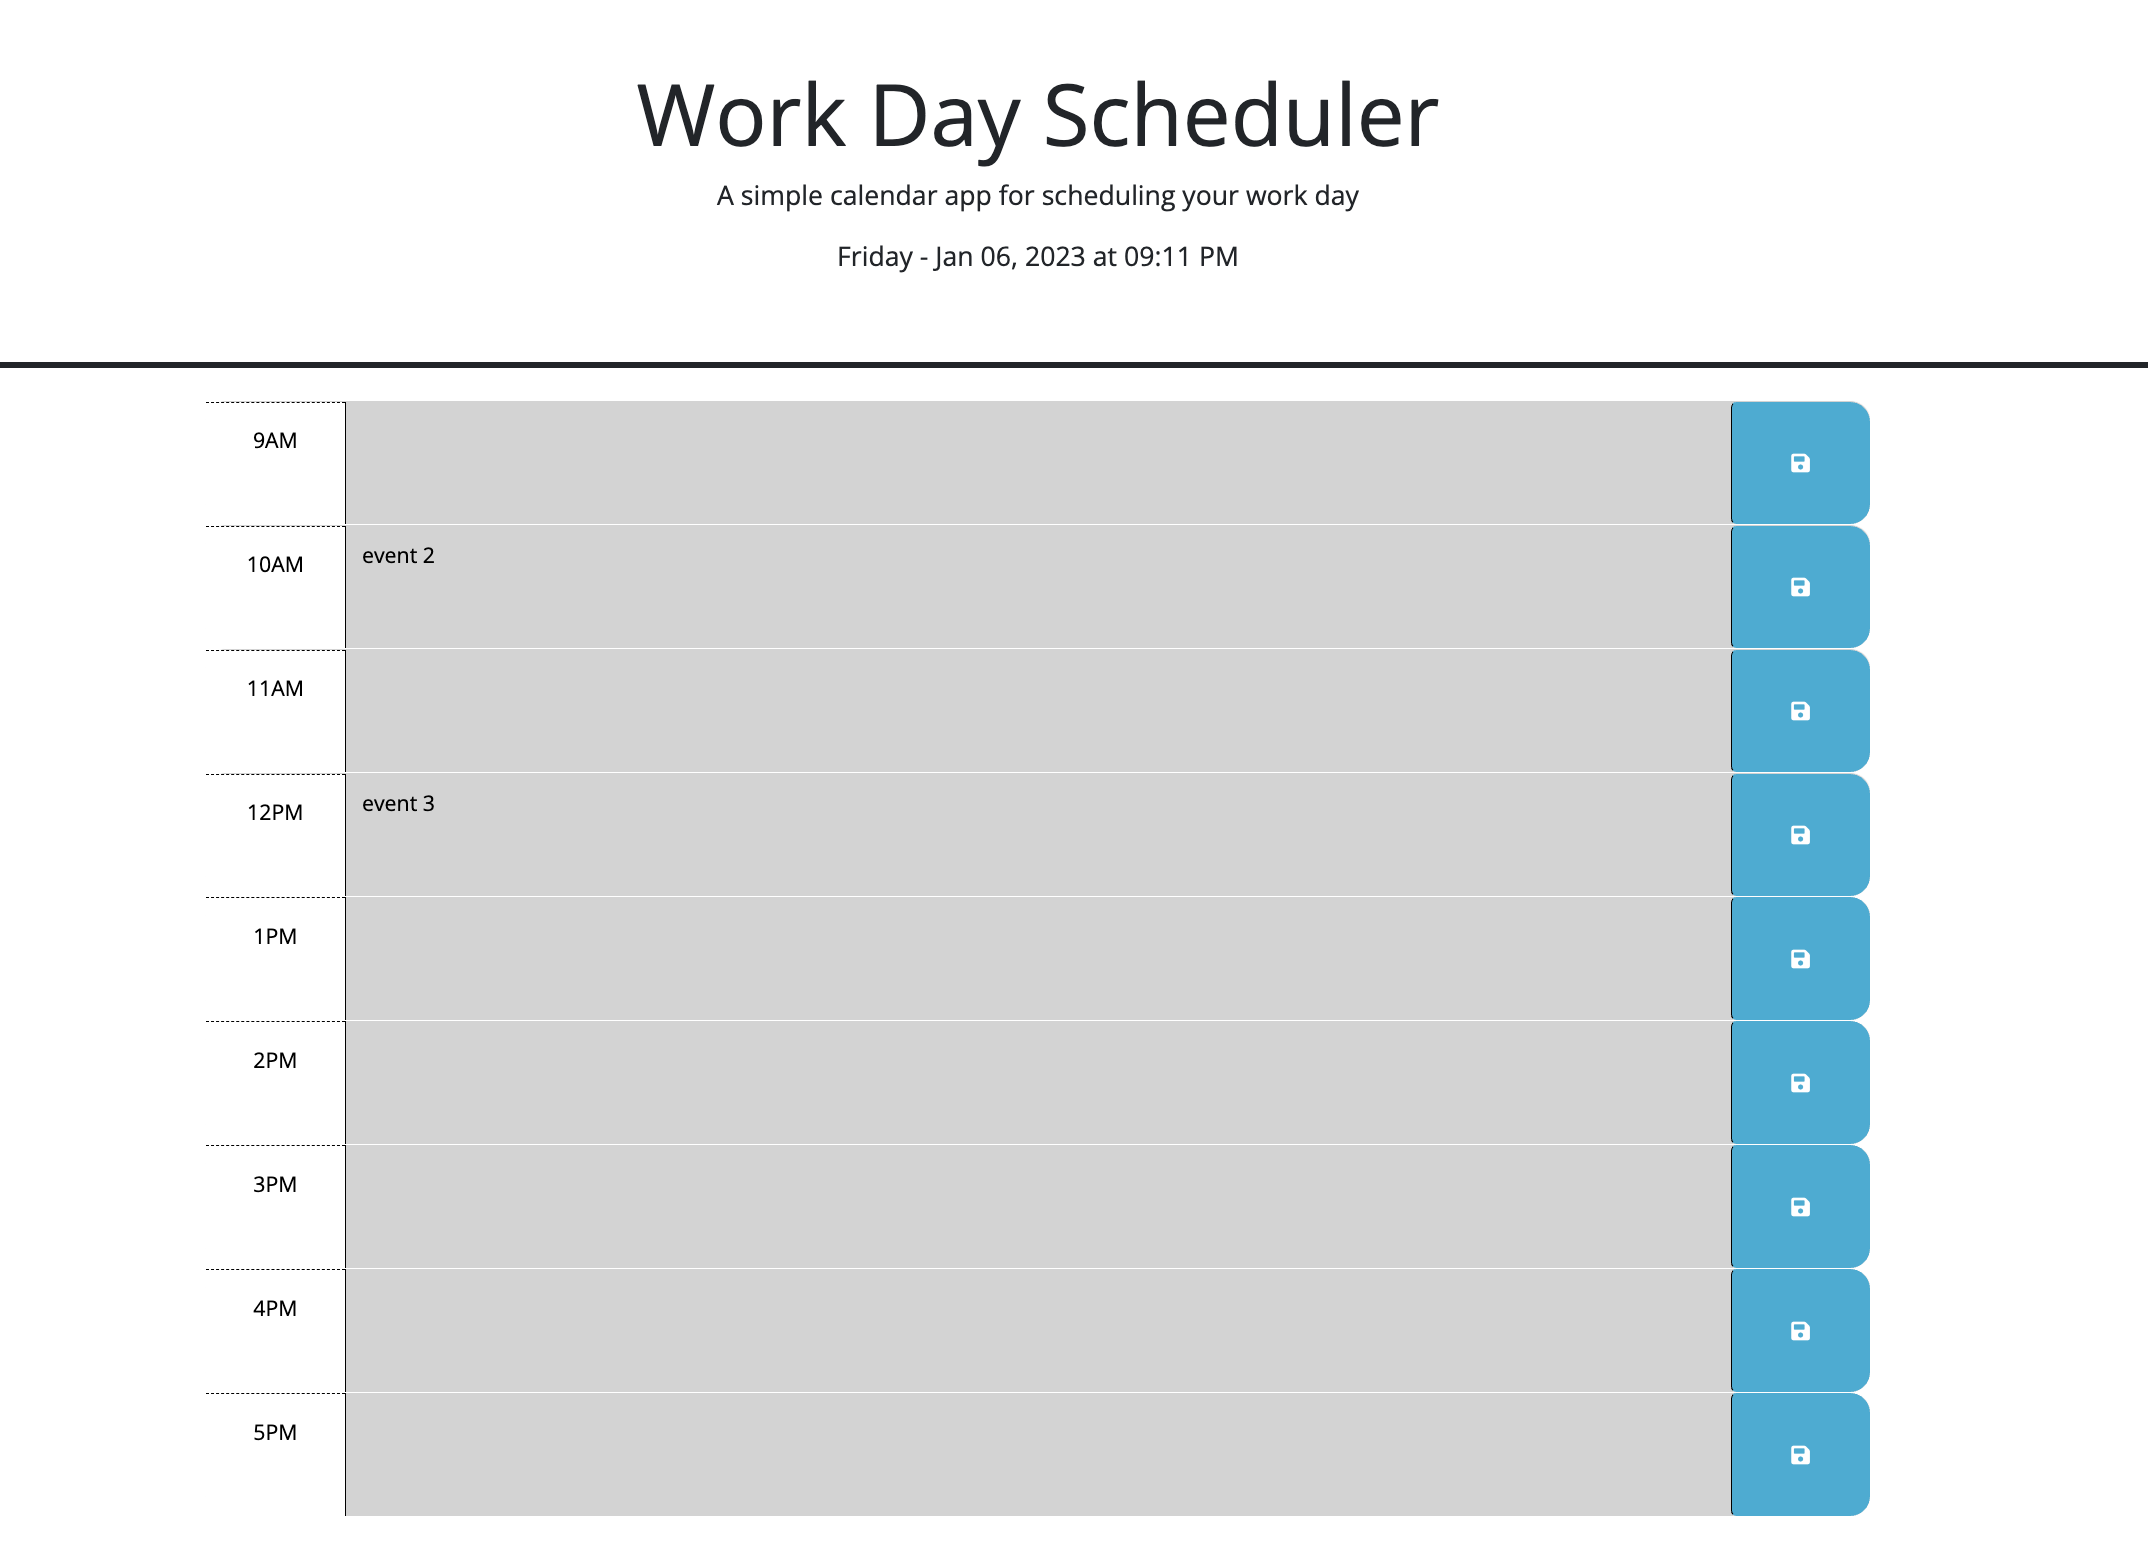 Work Day Scheduler
A simple calendar app for scheduling your work day
Friday - Jan 06, 2023 at 09:11 PM
9AM
10AM
event 2
11AM
12PM
event 3
1PM
2PM
3PM
4PM
5PM